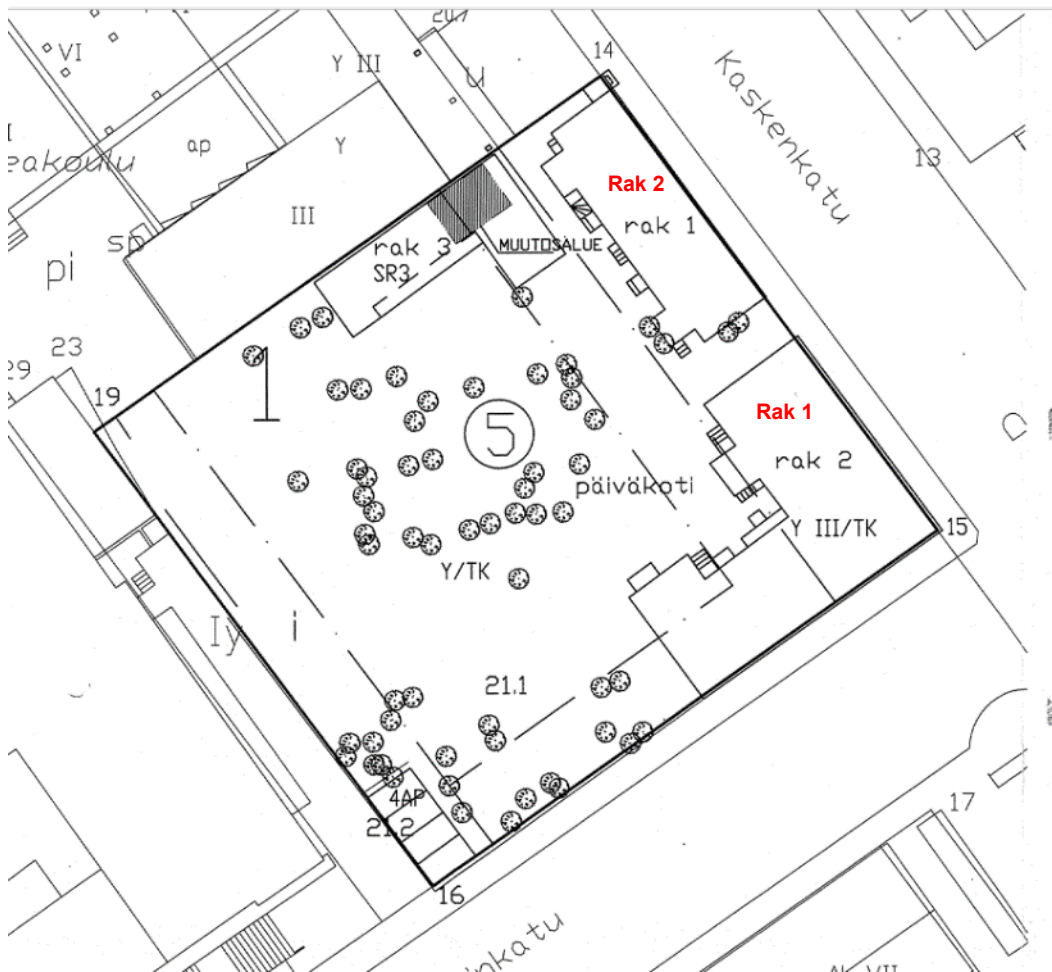 VI
Y III
U
14
Kaskenkatu
13
eakoulu
ap
Y
III
sp
pi
Rak 2
rak 1
rak 3
SR3
MUUTOSALUE
23
29
19
1
5
Rak 1
rak 2
päiväkoti
Y III/TK
15
Y/TK
Iy
i
21.1
4AP
21.2
16
17
inkatu